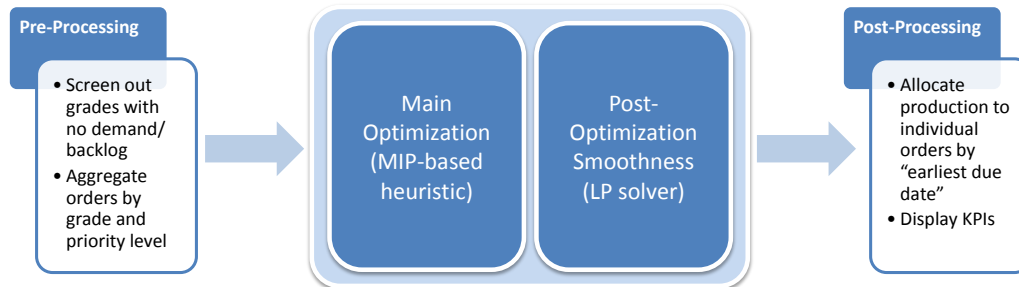 Pre-Processing
• Screen out
grades with
no demand/
backlog
• Aggregate
orders by
grade and
priority level
Main
Optimization
(MIP-based
heuristic)
Post-
Optimization
Smoothness
(LP solver)
Post-Processing
• Allocate
production to
individual
orders by
“earliest due
date”
• Display KPIs